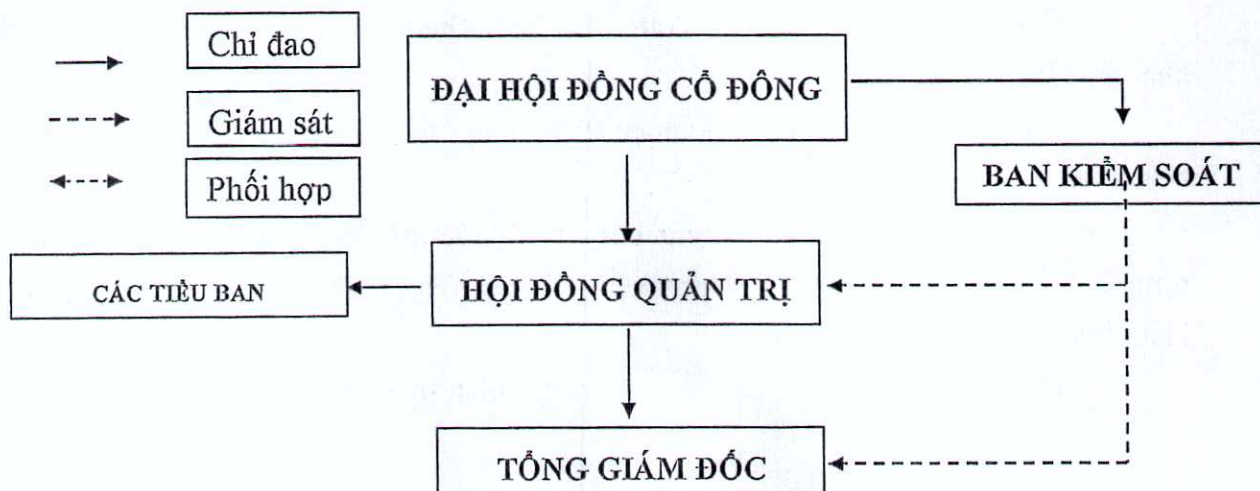 Chỉ đao
Giám sát
Phối hợp
ĐẠI HỘI ĐỒNG CỔ ĐÔNG
BAN KIỂM SOÁT
CÁC TIỂU BAN
HỘI ĐỒNG QUẢN TRỊ
TỔNG GIÁM ĐỐC